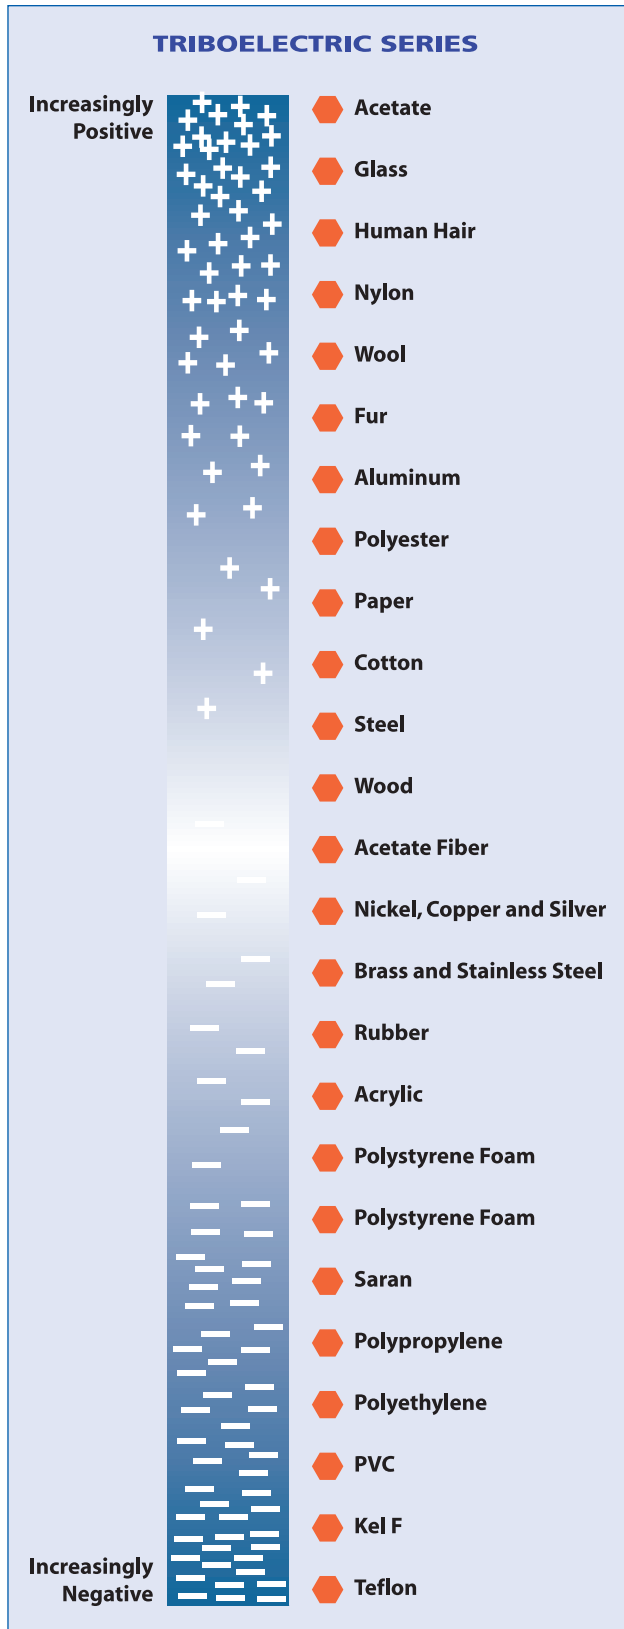 TRIBOELECTRIC SERIES
Increasingly
Positive
Acetate
Glass
Human Hair
Nylon
Wool
Fur
Aluminum
Polyester
Paper
Cotton
Steel
Wood
Acetate Fiber
Nickel, Copper and Silver
Brass and Stainless Steel
Rubber
Acrylic
Polystyrene Foam
Polystyrene Foam
Saran
Polypropylene
Polyethylene
PVC
Kel F
Increasingly
Negative
Teflon